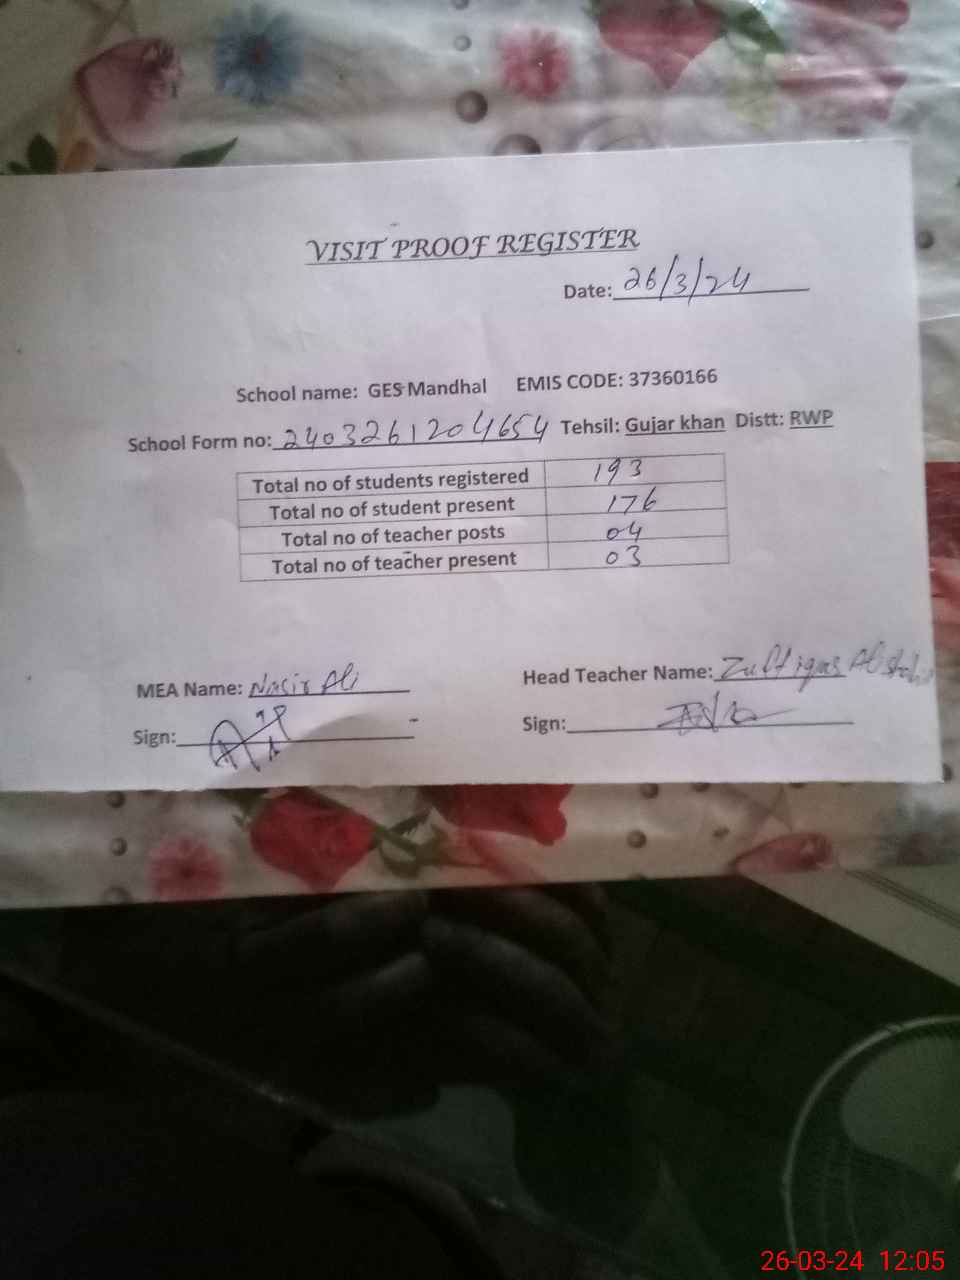 VISIT PROOF REGISTER
Date: 26/3/24
School name: GES Mandhal EMIS CODE: 37360166
School Form no: 2403261204654 Tehsil: Gujar khan Distt: RWP
Total no of students registered 193
Total no of student present 176
Total no of teacher posts 04
Total no of teacher present 03
MEA Name: Nasir Ali Head Teacher Name: Zulfiqas Ali
Sign: Sign:
26-03-24 12:05